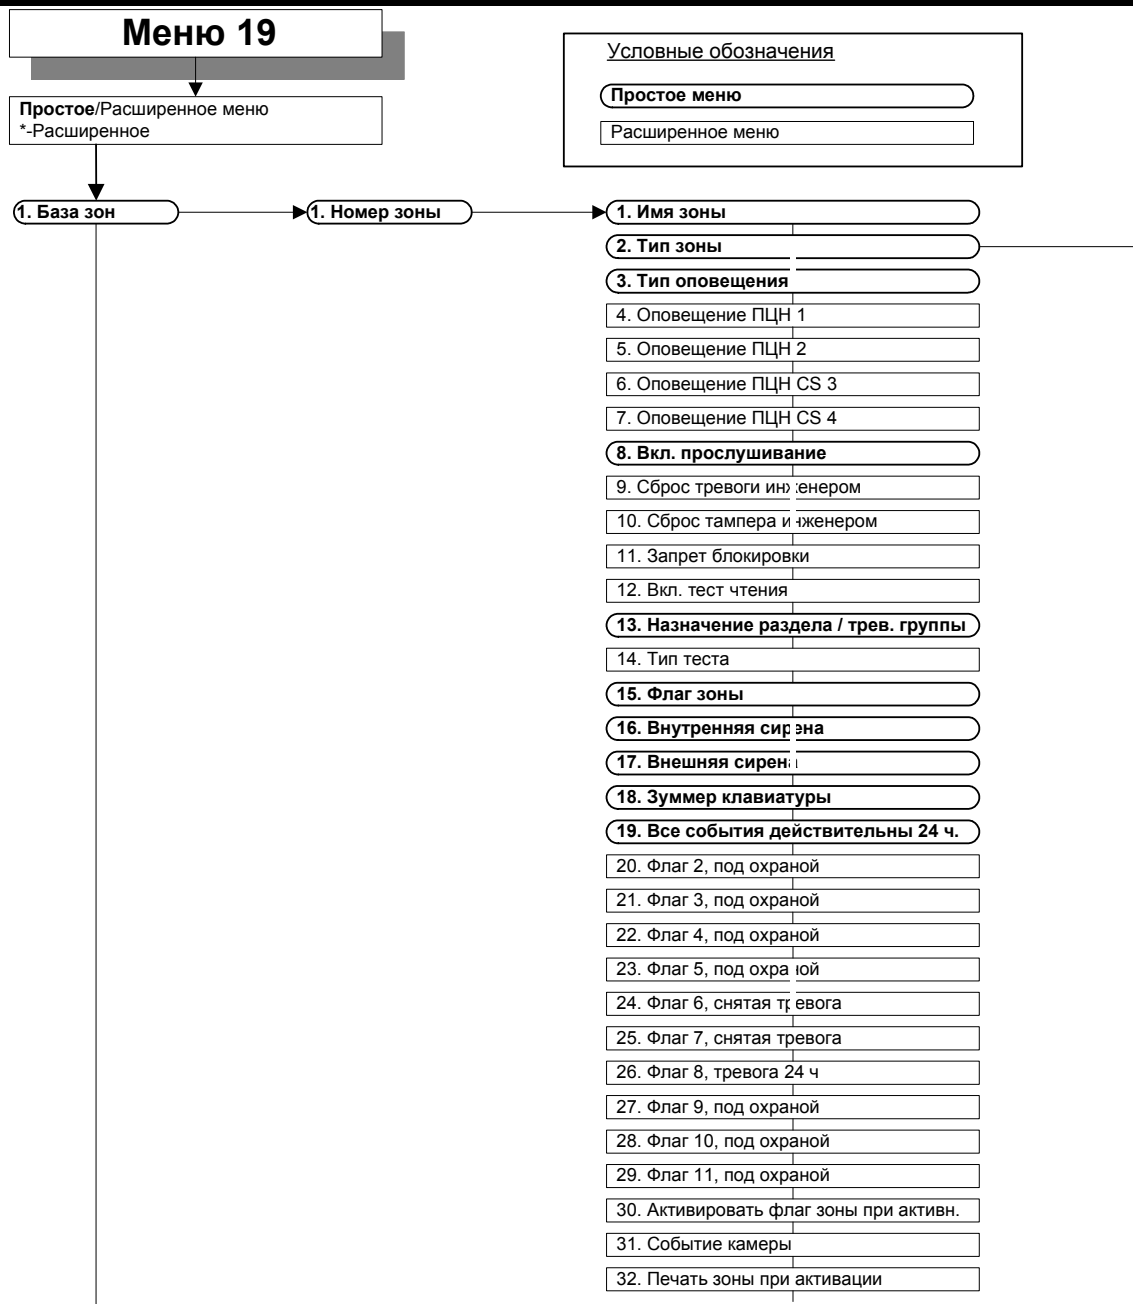 Меню 19
Условные обозначения
Простое меню
Расширенное меню
Простое/Расширенное меню
*-Расширенное
1. База зон
1. Номер зоны
1. Имя зоны
2. Тип зоны
3. Тип оповещения
4. Оповещение ПЦН 1
5. Оповещение ПЦН 2
6. Оповещение ПЦН CS 3
7. Оповещение ПЦН CS 4
8. Вкл. прослушивание
9. Сброс тревоги инженером
10. Сброс тампера инженером
11. Запрет блокировки
12. Вкл. тест чтения
13. Назначение раздела / трев. группы
14. Тип теста
15. Флаг зоны
16. Внутренняя сирена
17. Внешняя сирена
18. Зуммер клавиатуры
19. Все события действительны 24 ч.
20. Флаг 2, под охраной
21. Флаг 3, под охраной
22. Флаг 4, под охраной
23. Флаг 5, под охраной
24. Флаг 6, снятая тревога
25. Флаг 7, снятая тревога
26. Флаг 8, тревога 24 ч
27. Флаг 9, под охраной
28. Флаг 10, под охраной
29. Флаг 11, под охраной
30. Активировать флаг зоны при активн.
31. Событие камеры
32. Печать зоны при активации